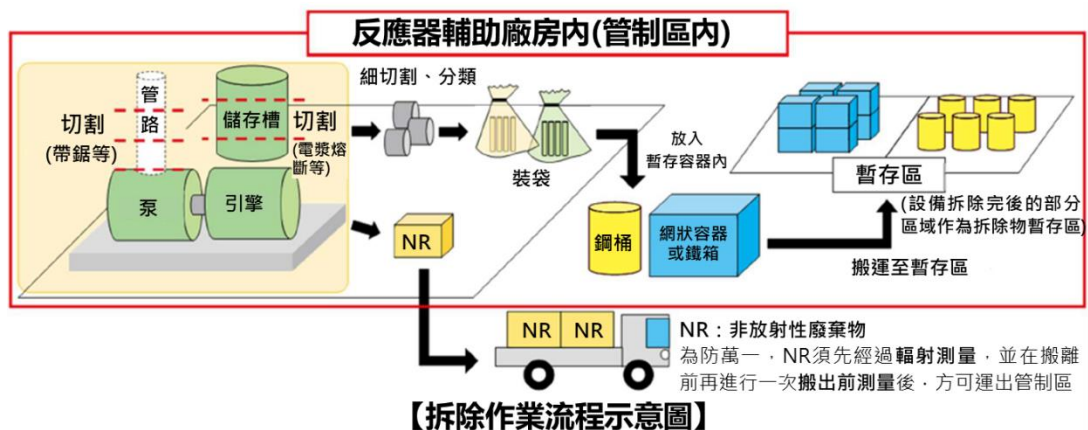 反應器輔助廠房內(管制區內)
管
路
切割
(帶鋸等)
儲存槽
切割
(電漿熔
斷等)
泵
引擎
細切割、分類
裝袋
NR
放入
暫存容器內
鋼桶
網狀容器
或鐵箱
搬運至暫存區
暫存區
(設備拆除完後的部分
區域作為拆除物暫存區)
NR NR
NR：非放射性廢棄物
為防萬一，NR須先經過輻射測量，並在搬離
前再進行一次搬出前測量後，方可運出管制區
【拆除作業流程示意圖】